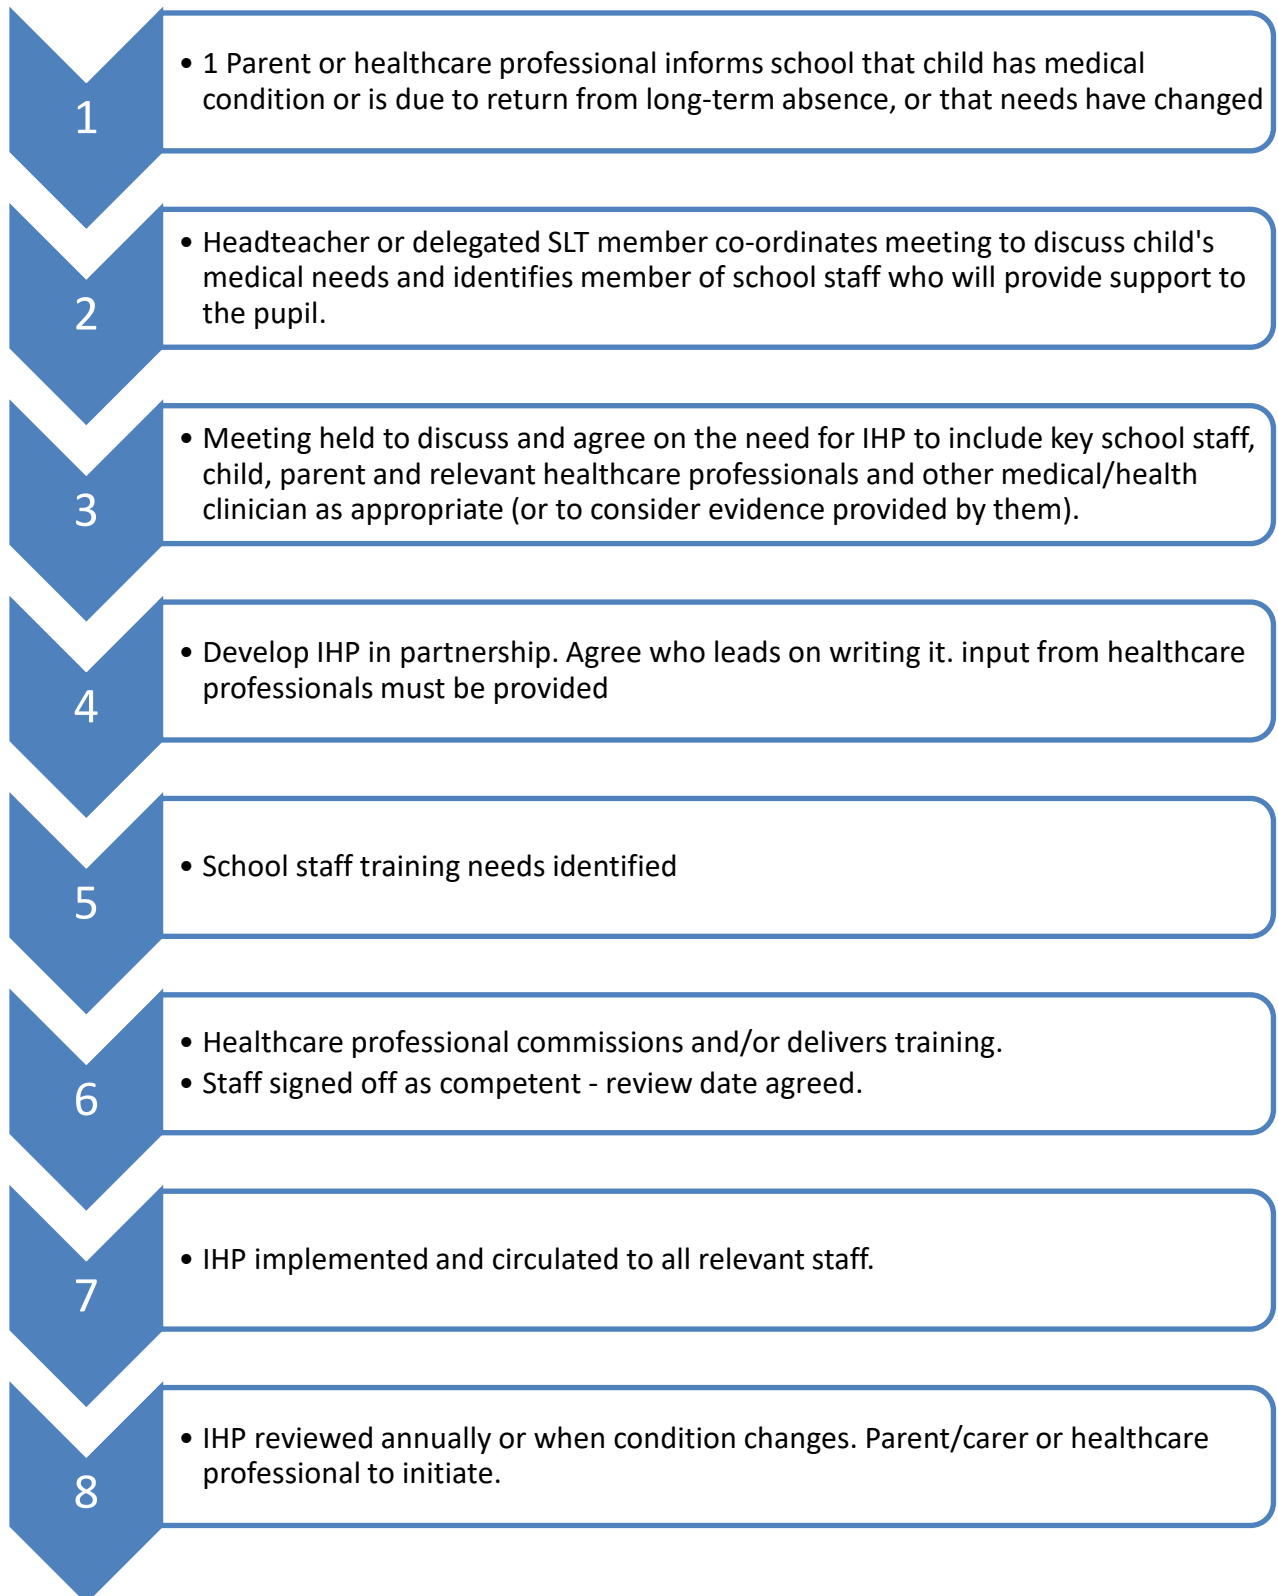 1
• 1 Parent or healthcare professional informs school that child has medical
condition or is due to return from long-term absence, or that needs have changed
2
• Headteacher or delegated SLT member co-ordinates meeting to discuss child's
medical needs and identifies member of school staff who will provide support to
the pupil.
3
• Meeting held to discuss and agree on the need for IHP to include key school staff,
child, parent and relevant healthcare professionals and other medical/health
clinician as appropriate (or to consider evidence provided by them).
4
• Develop IHP in partnership. Agree who leads on writing it. input from healthcare
professionals must be provided
5
• School staff training needs identified
6
• Healthcare professional commissions and/or delivers training.
• Staff signed off as competent - review date agreed.
7
• IHP implemented and circulated to all relevant staff.
8
• IHP reviewed annually or when condition changes. Parent/carer or healthcare
professional to initiate.